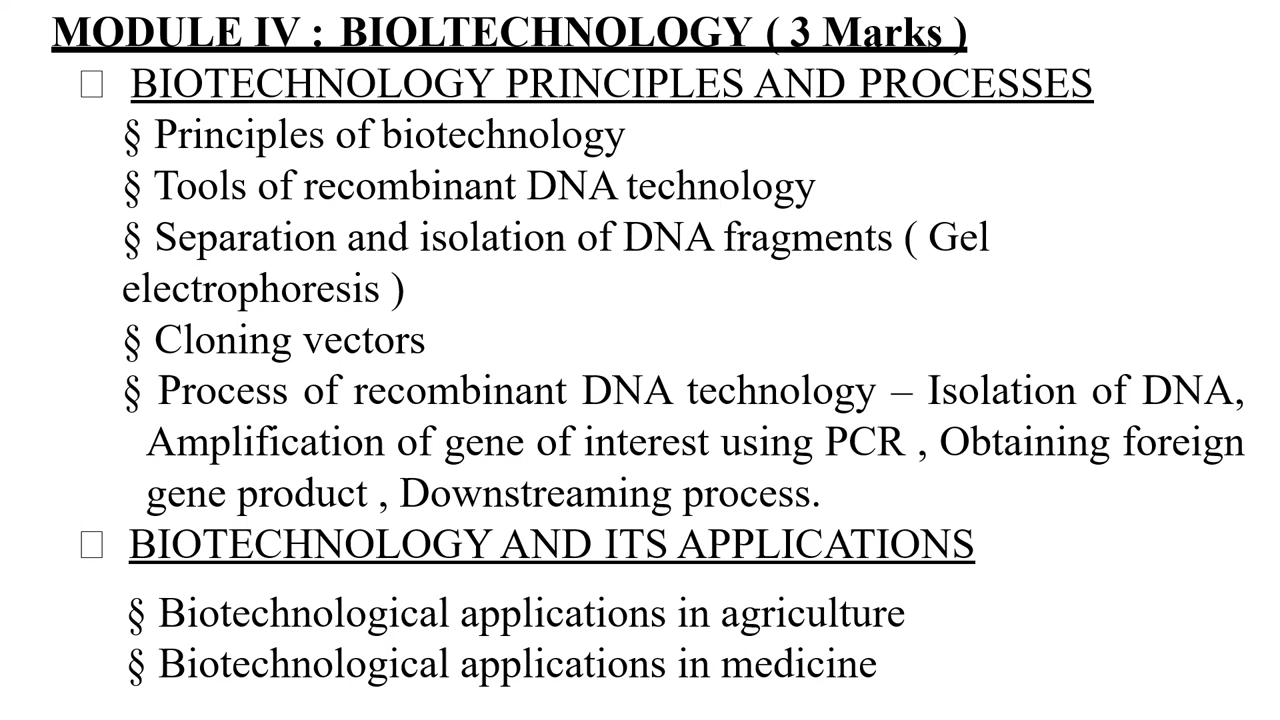 MODULE IV : BIOLTECHNOLOGY ( 3 Marks )
□ BIOTECHNOLOGY PRINCIPLES AND PROCESSES
§ Principles of biotechnology
§ Tools of recombinant DNA technology
§ Separation and isolation of DNA fragments ( Gel
electrophoresis )
§ Cloning vectors
§ Process of recombinant DNA technology – Isolation of DNA,
Amplification of gene of interest using PCR , Obtaining foreign
gene product , Downstreaming process.
□ BIOTECHNOLOGY AND ITS APPLICATIONS
§ Biotechnological applications in agriculture
§ Biotechnological applications in medicine